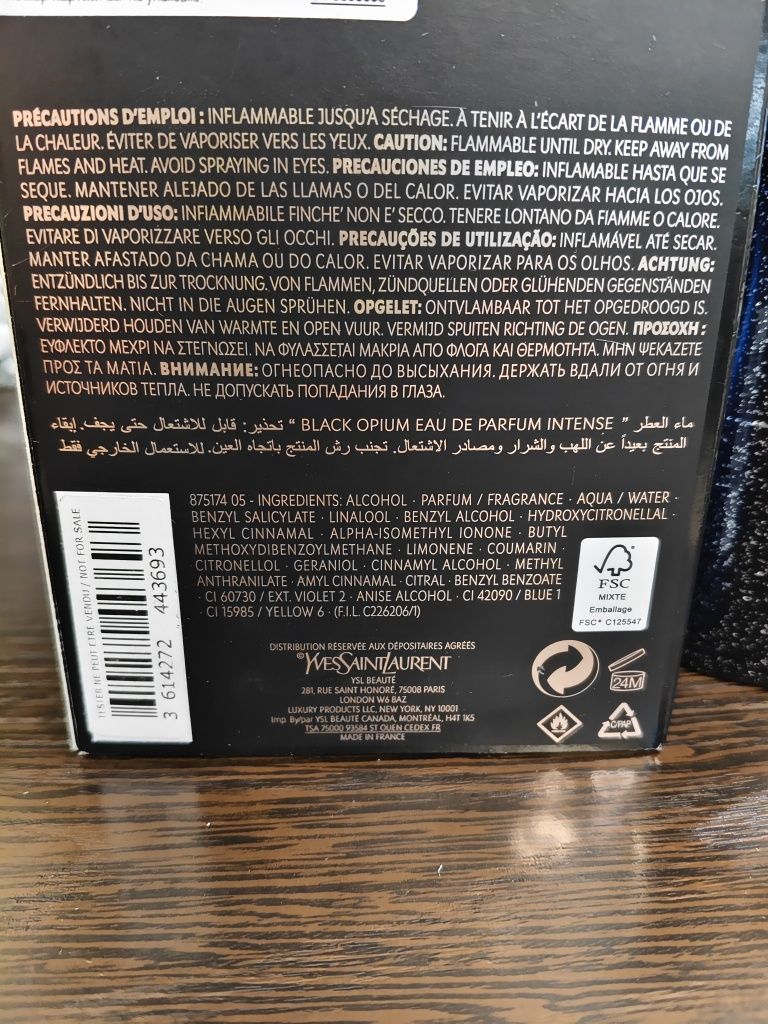 PRÉCAUTIONS D'EMPLOI : INFLAMMABLE JUSQU'À SÉCHAGE. À TENIR À L'ÉCART DE LA FLAMME OU DE
LA CHALEUR. ÉVITER DE VAPORISER VERS LES YEUX. CAUTION: FLAMMABLE UNTIL DRY. KEEP AWAY FROM
FLAMES AND HEAT. AVOID SPRAYING IN EYES. PRECAUCIONES DE EMPLEO: INFLAMABLE HASTA QUE SE
SEQUE. MANTENER ALEJADO DE LAS LLAMAS O DEL CALOR. EVITAR VAPORIZAR HACIA LOS OJOS.
PRECAUZIONI D'USO: INFIAMMABILE FINCHE' NON E' SECCO. TENERE LONTANO DA FIAMME O CALORE.
EVITARE DI VAPORIZZARE VERSO GLI OCCHI. PRECAUÇÕES DE UTILIZAÇÃO: INFLAMÁVEL ATÉ SECAR.
MANTER AFASTADO DA CHAMA OU DO CALOR. EVITAR VAPORIZAR PARA OS OLHOS. ACHTUNG:
ENTZÜNDLICH BIS ZUR TROCKNUNG. VON FLAMMEN, ZÜNDQUELLEN ODER GLÜHENDEN GEGENSTÄNDEN
FERNHALTEN. NICHT IN DIE AUGEN SPRÜHEN. OPGELET: ONTVLAMBAAR TOT HET OPGEDROOGD IS.
VERWIJDERD HOUDEN VAN WARMTE EN OPEN VUUR. VERMIJD SPUITEN RICHTING DE OGEN. ΠΡΟΣΟΧΗ :
ΕΥΦΛΕΚΤΟ ΜΕΧΡΙ ΝΑ ΣΤΕΓΝΩΣΕΙ. ΝΑ ΦΥΛΑΣΣΕΤΑΙ ΜΑΚΡΙΑ ΑΠΟ ΦΛΟΓΑ ΚΑΙ ΘΕΡΜΟΤΗΤΑ. ΜΗΝ ΨΕΚΑΖΕΤΕ
ΠΡΟΣ ΤΑ ΜΑΤΙΑ. ВНИМАНИЕ: ОГНЕОПАСНО ДО ВЫСЫХАНИЯ. ДЕРЖАТЬ ВДАЛИ ОТ ОГНЯ И
ИСТОЧНИКОВ ТЕПЛА. НЕ ДОПУСКАТЬ ПОПАДАНИЯ В ГЛАЗА.
ماء العطر " BLACK OPIUM EAU DE PARFUM INTENSE " تحذير: قابل للاشتعال حتى يجف. إبقاء
المنتج بعيداً عن اللهب والشرار ومصادر الاشتعال. تجنب رش المنتج باتجاه العين. للاستعمال الخارجي فقط
875174 05 - INGREDIENTS: ALCOHOL · PARFUM / FRAGRANCE · AQUA / WATER ·
BENZYL SALICYLATE · LINALOOL · BENZYL ALCOHOL · HYDROXYCITRONELLAL ·
HEXYL CINNAMAL · ALPHA-ISOMETHYL IONONE · BUTYL
METHOXYDIBENZOYLMETHANE · LIMONENE · COUMARIN ·
CITRONELLOL · GERANIOL · CINNAMYL ALCOHOL · METHYL
ANTHRANILATE · AMYL CINNAMAL · CITRAL · BENZYL BENZOATE
· CI 60730 / EXT. VIOLET 2 · ANISE ALCOHOL · CI 42090 / BLUE 1
· CI 15985 / YELLOW 6 · (F.I.L. C226206/1)
TESTER NE PEUT ETRE VENDU / NOT FOR SALE
3 614272 443693
FSC
MIXTE
Emballage
FSC® C125547
DISTRIBUTION RÉSERVÉE AUX DÉPOSITAIRES AGRÉÉS
©YVESSAINTLAURENT
YSL BEAUTÉ
281, RUE SAINT HONORÉ, 75008 PARIS
LONDON W6 8AZ
LUXURY PRODUCTS LLC, NEW YORK, NY 10001
Imp. By/par YSL BEAUTÉ CANADA, MONTRÉAL, H4T 1K5
TSA 75000 93584 ST OUEN CEDEX FR
MADE IN FRANCE
24M
C/PAP